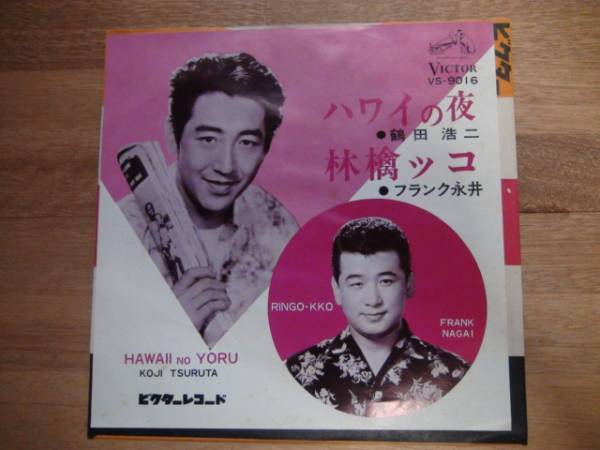 VICTOR
VS-9016
ハワイの夜
●鶴田浩二
林檎ッコ
●フランク永井
RINGO-KKO
FRANK
NAGAI
HAWAII NO YORU
KOJI TSURUTA
ビクターレコード
ビクター